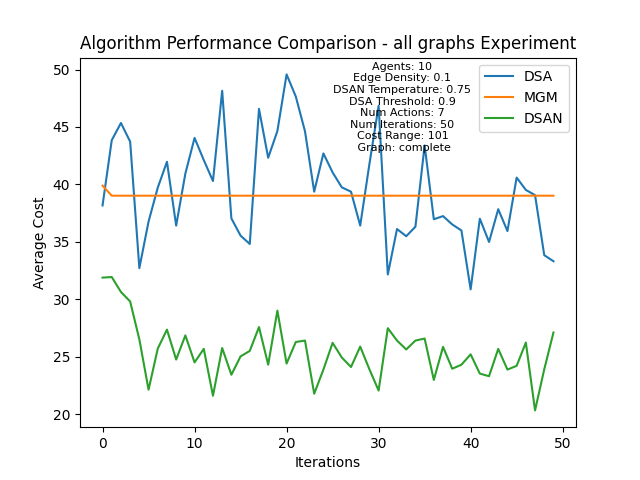 Algorithm Performance Comparison - all graphs Experiment
Agents: 10
Edge Density: 0.1
DSAN Temperature: 0.75
DSA Threshold: 0.9
Num Actions: 7
Num Iterations: 50
Cost Range: 101
Graph: complete
DSA
MGM
DSAN
Average Cost
50
45
40
35
30
25
20
0
10
20
30
40
50
Iterations